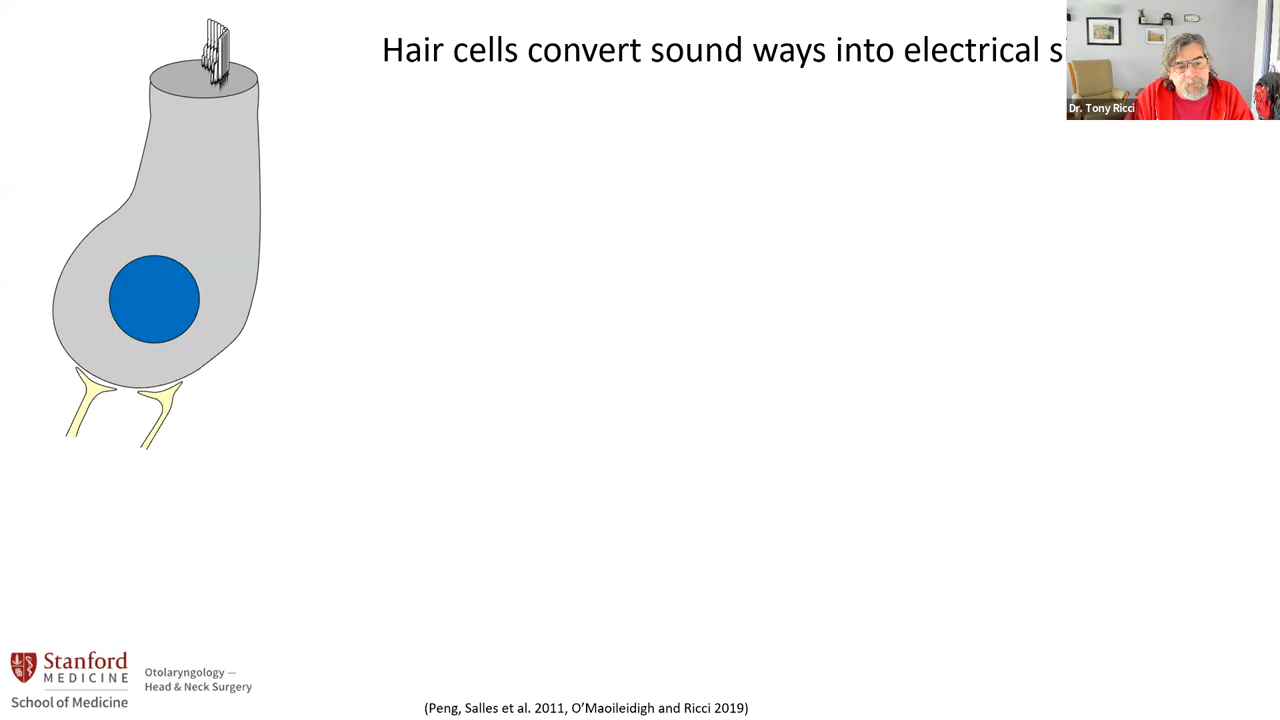 Hair cells convert sound ways into electrical s
Dr. Tony Ricci
Stanford
MEDICINE
School of Medicine
Otolaryngology —
Head & Neck Surgery
(Peng, Salles et al. 2011, O’Maoileidigh and Ricci 2019)